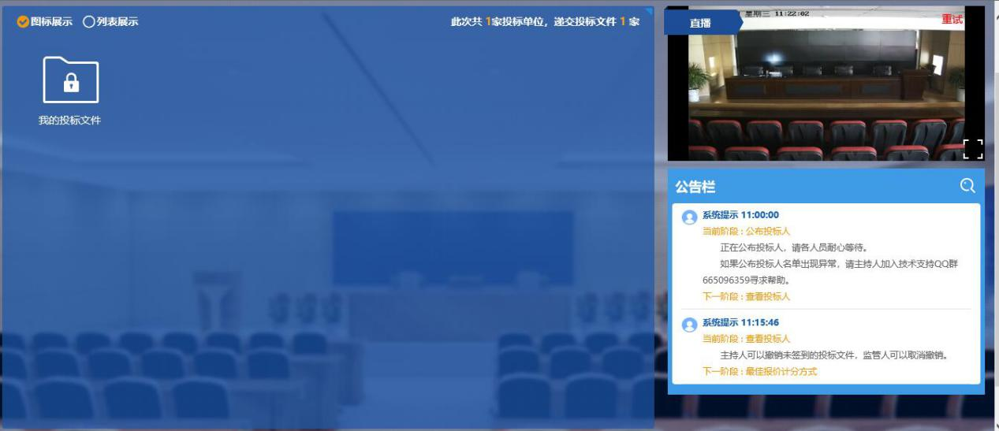 图标展示 列表展示
此次共 1家投标单位，递交投标文件 1 家
我的投标文件
直播
星期三 11:22:02
重试
公告栏
系统提示 11:00:00
当前阶段：公布投标人
正在公布投标人，请各人员耐心等待。
如果公布投标人名单出现异常，请主持人加入技术支持QQ群
665096359寻求帮助。
下一阶段：查看投标人
系统提示 11:15:46
当前阶段：查看投标人
主持人可以撤销未签到的投标文件，监管人可以取消撤销。
下一阶段：最佳报价计分方式